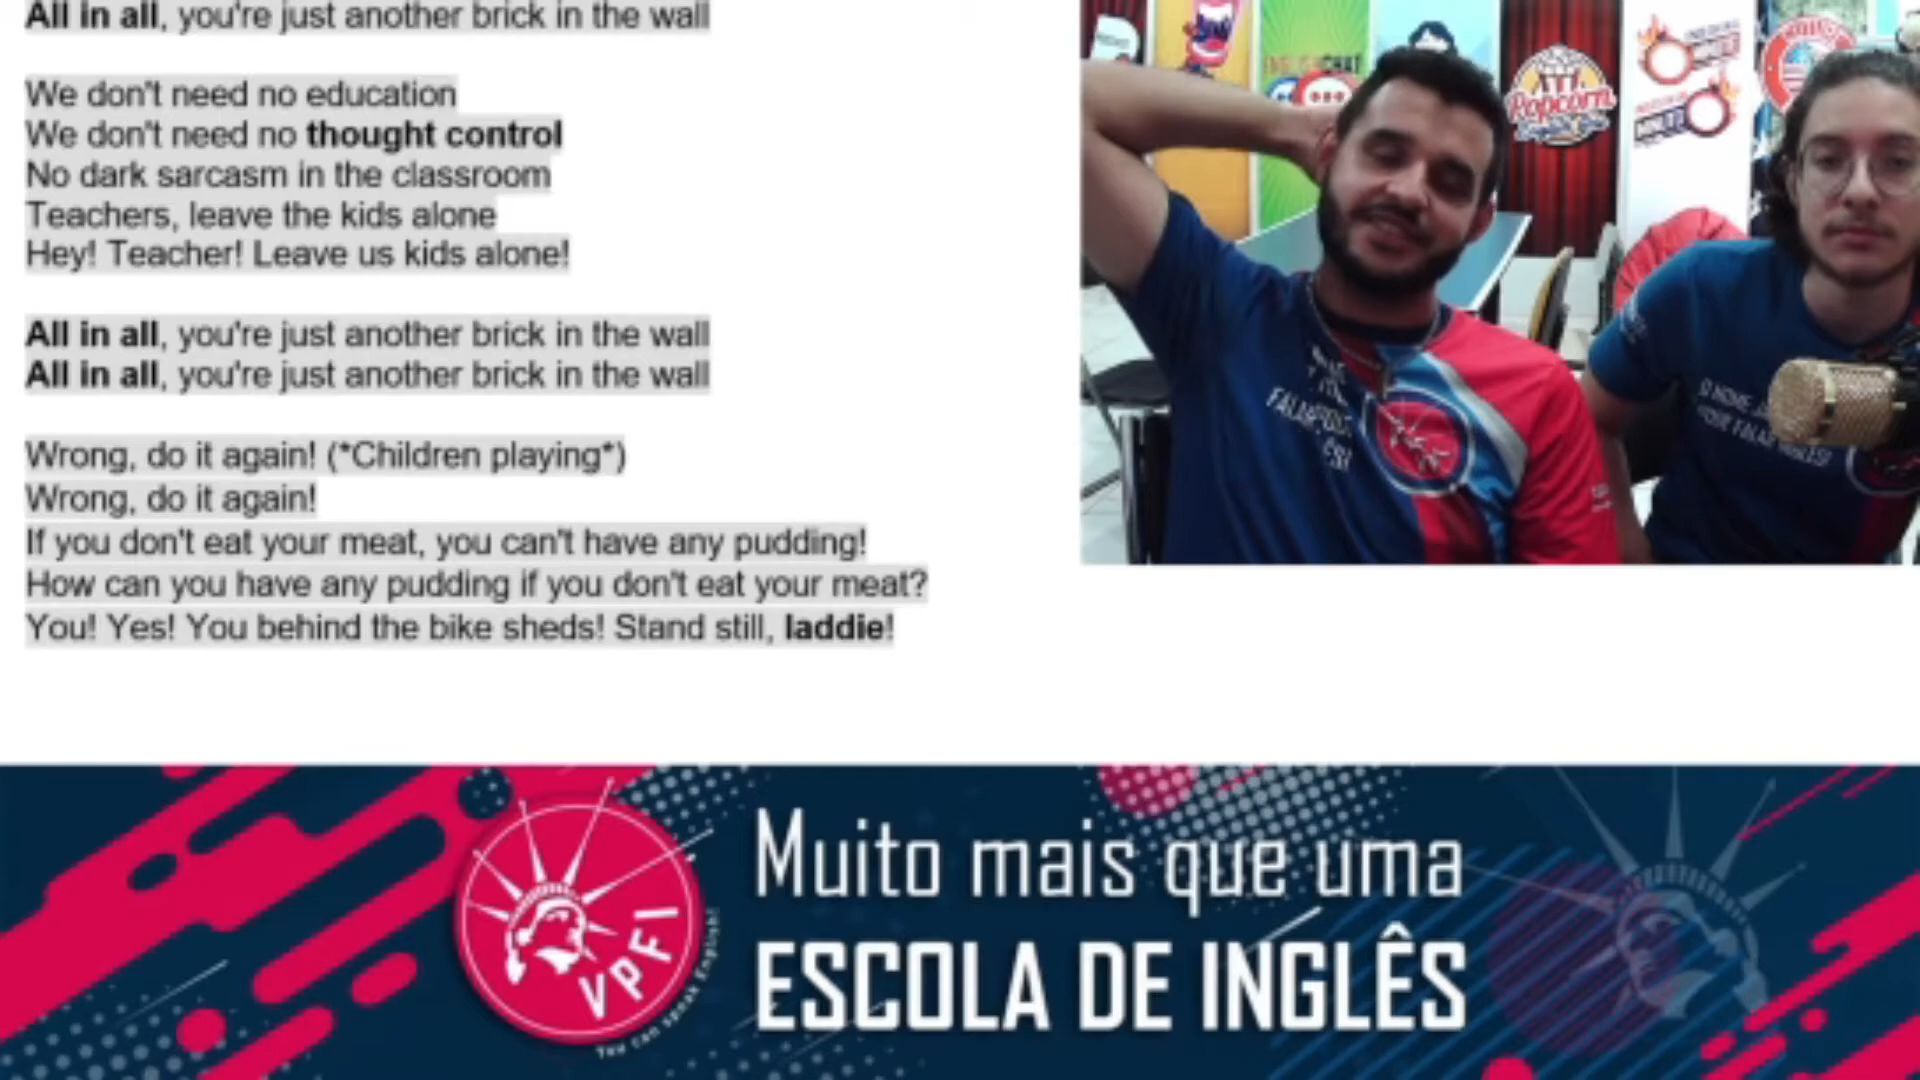 All in all, you're just another brick in the wall
We don't need no education
We don't need no thought control
No dark sarcasm in the classroom
Teachers, leave the kids alone
Hey! Teacher! Leave us kids alone!
All in all, you're just another brick in the wall
All in all, you're just another brick in the wall
Wrong, do it again! (*Children playing*)
Wrong, do it again!
If you don't eat your meat, you can't have any pudding!
How can you have any pudding if you don't eat your meat?
You! Yes! You behind the bike sheds! Stand still, laddie!
Popcorn
VPFI
You can speak English!
Muito mais que uma
ESCOLA DE INGLÊS